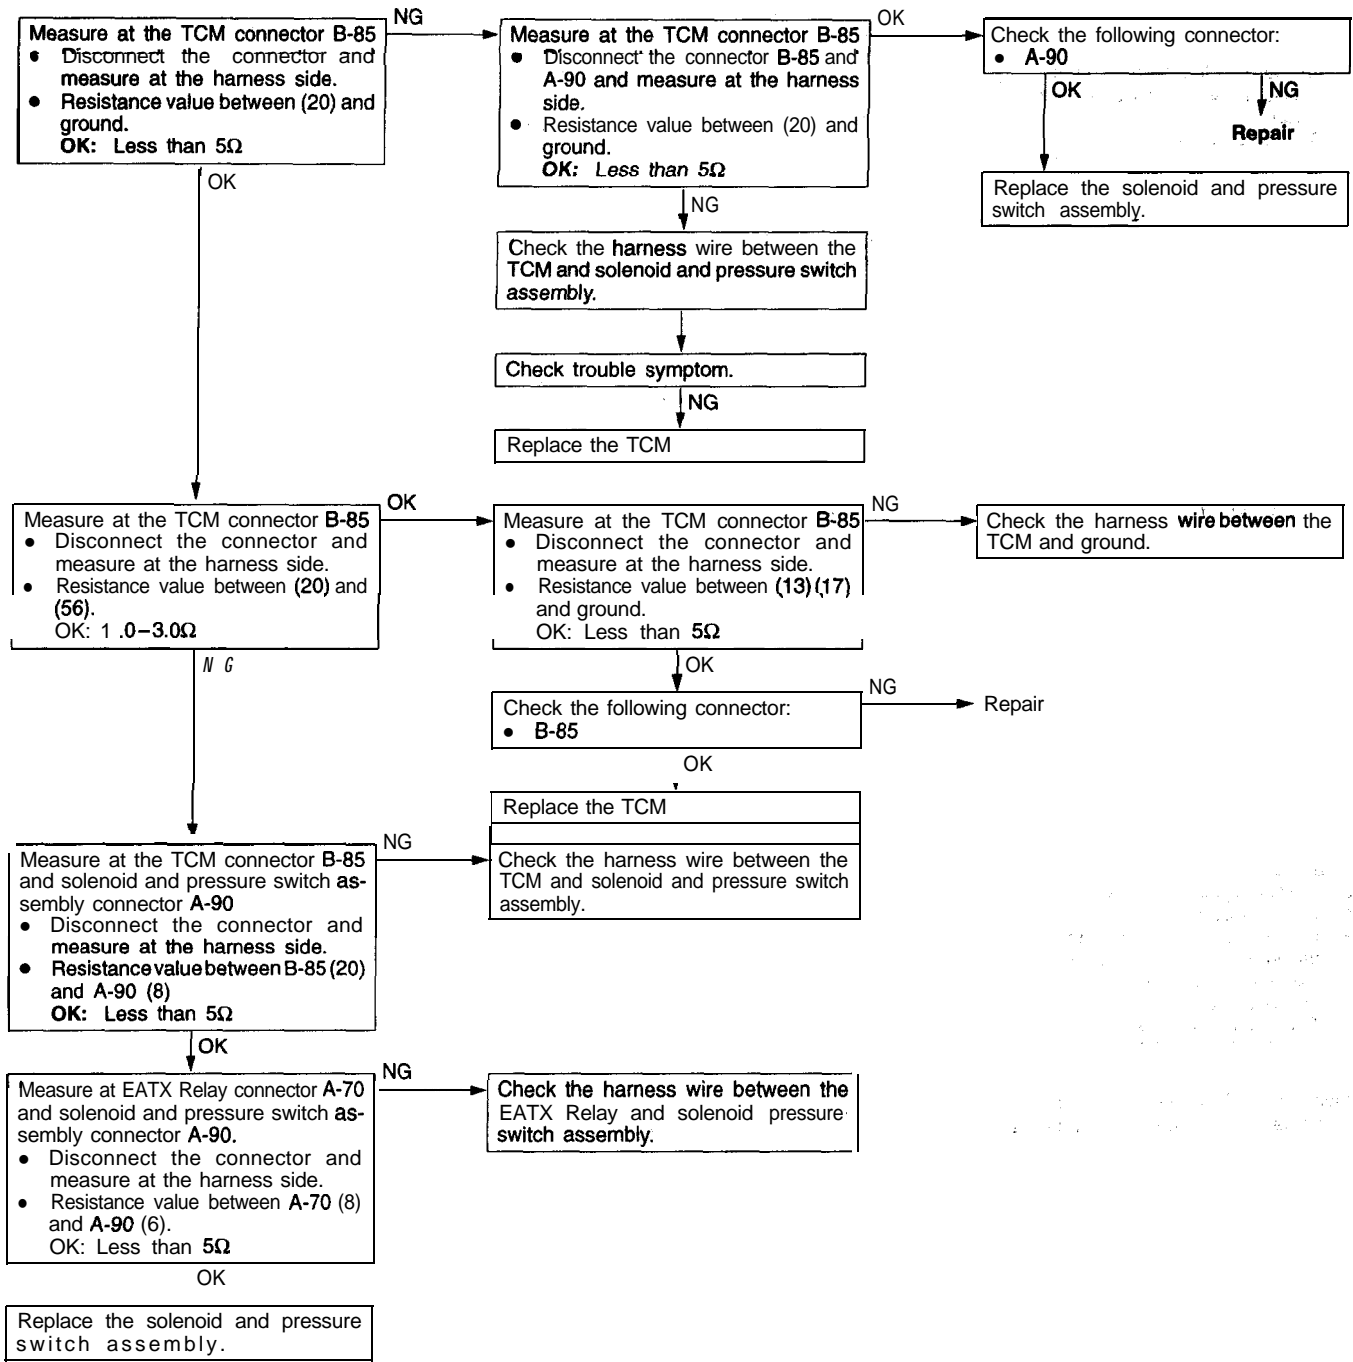 Measure at the TCM connector B-85
● Disconnect the connector and
measure at the harness side.
● Resistance value between (20) and
ground.
OK: Less than 5Ω
NG
Measure at the TCM connector B-85
● Disconnect the connector B-85 and
A-90 and measure at the harness
side.
● Resistance value between (20) and
ground.
OK: Less than 5Ω
OK
Check the following connector:
● A-90
OK
NG
Repair
Replace the solenoid and pressure
switch assembly.
OK
NG
Check the harness wire between the
TCM and solenoid and pressure switch
assembly.
Check trouble symptom.
NG
Replace the TCM
Measure at the TCM connector B-85
● Disconnect the connector and
measure at the harness side.
● Resistance value between (20) and
(56).
OK: 1 .0–3.0Ω
OK
Measure at the TCM connector B-85
● Disconnect the connector and
measure at the harness side.
● Resistance value between (13) (17)
and ground.
OK: Less than 5Ω
NG
Check the harness wire between the
TCM and ground.
N G
OK
Check the following connector:
● B-85
NG
Repair
OK
Replace the TCM
Measure at the TCM connector B-85
and solenoid and pressure switch as-
sembly connector A-90
● Disconnect the connector and
measure at the harness side.
● Resistance value between B-85 (20)
and A-90 (8)
OK: Less than 5Ω
NG
Check the harness wire between the
TCM and solenoid and pressure switch
assembly.
OK
Measure at EATX Relay connector A-70
and solenoid and pressure switch as-
sembly connector A-90.
● Disconnect the connector and
measure at the harness side.
● Resistance value between A-70 (8)
and A-90 (6).
OK: Less than 5Ω
NG
Check the harness wire between the
EATX Relay and solenoid pressure
switch assembly.
OK
Replace the solenoid and pressure
switch assembly.